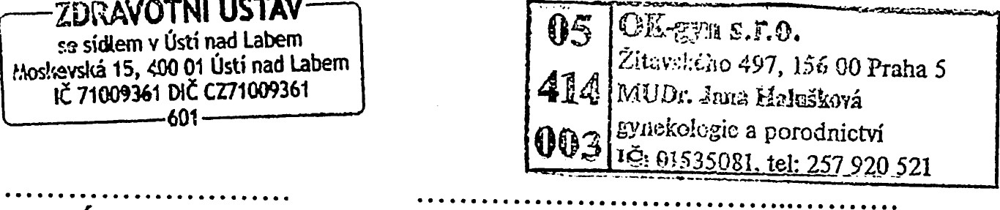 ZDRAVOTNÍ ÚSTAV
se sídlem v Ústí nad Labem
Moskevská 15, 400 01 Ústí nad Labem
IČ 71009361 DIČ CZ71009361
601
05
414
003
OK-gyn s.r.o.
Žitavského 497, 156 00 Praha 5
MUDr. Jana Halušková
gynekologie a porodnictví
IČ: 01535081, tel: 257 920 521